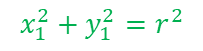 x₁² + y₁² = r²